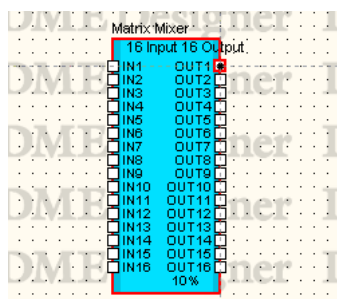 Matrix Mixer
16 Input 16 Output
IN1 OUT1
IN2 OUT2
IN3 OUT3
IN4 OUT4
IN5 OUT5
IN6 OUT6
IN7 OUT7
IN8 OUT8
IN9 OUT9
IN10 OUT10
IN11 OUT11
IN12 OUT12
IN13 OUT13
IN14 OUT14
IN15 OUT15
IN16 OUT16
10%